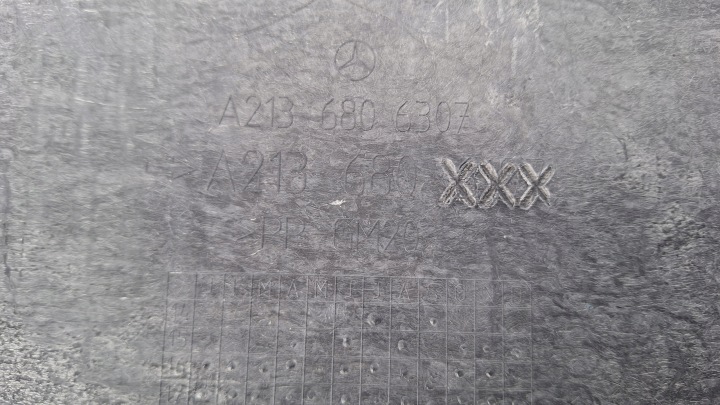 A213 680 6307
A213 680 XXX
>PP GM20<
J F M A M J J A S O N D